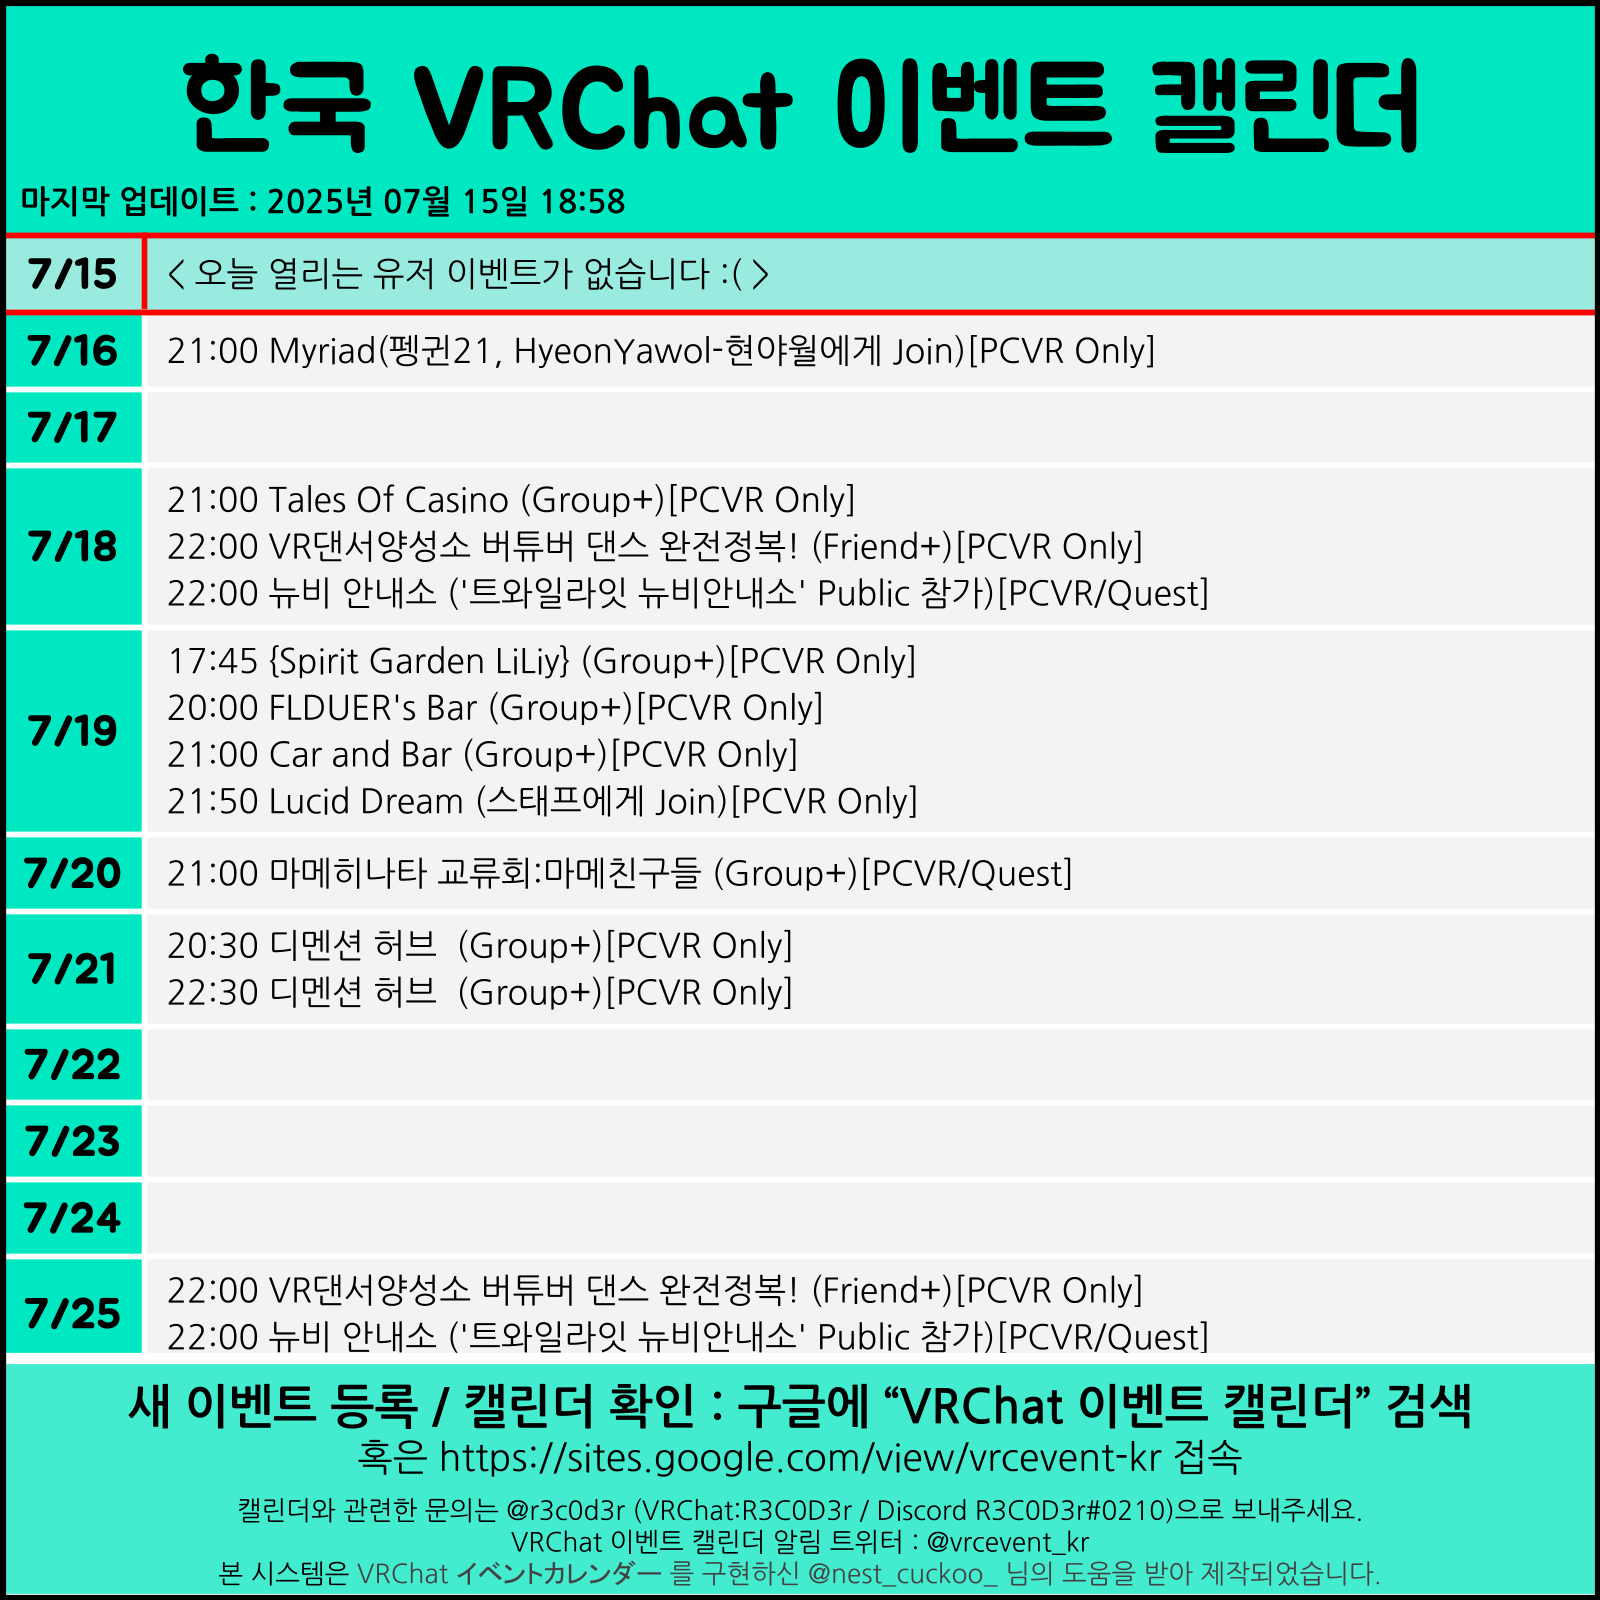 한국 VRChat 이벤트 캘린더
마지막 업데이트 : 2025년 07월 15일 18:58
7/15 < 오늘 열리는 유저 이벤트가 없습니다 :( >
7/16 21:00 Myriad(펭귄21, HyeonYawol-현야월에게 Join)[PCVR Only]
7/17
7/18
21:00 Tales Of Casino (Group+)[PCVR Only]
22:00 VR댄서양성소 버튜버 댄스 완전정복! (Friend+)[PCVR Only]
22:00 뉴비 안내소 ('트와일라잇 뉴비안내소' Public 참가)[PCVR/Quest]
7/19
17:45 {Spirit Garden LiLiy} (Group+)[PCVR Only]
20:00 FLDUER's Bar (Group+)[PCVR Only]
21:00 Car and Bar (Group+)[PCVR Only]
21:50 Lucid Dream (스태프에게 Join)[PCVR Only]
7/20 21:00 마메히나타 교류회:마메친구들 (Group+)[PCVR/Quest]
7/21
20:30 디멘션 허브  (Group+)[PCVR Only]
22:30 디멘션 허브  (Group+)[PCVR Only]
7/22
7/23
7/24
7/25
22:00 VR댄서양성소 버튜버 댄스 완전정복! (Friend+)[PCVR Only]
22:00 뉴비 안내소 ('트와일라잇 뉴비안내소' Public 참가)[PCVR/Quest]
새 이벤트 등록 / 캘린더 확인 : 구글에 “VRChat 이벤트 캘린더” 검색
혹은 https://sites.google.com/view/vrcevent-kr 접속
캘린더와 관련한 문의는 @r3c0d3r (VRChat:R3C0D3r / Discord R3C0D3r#0210)으로 보내주세요.
VRChat 이벤트 캘린더 알림 트위터 : @vrcevent_kr
본 시스템은 VRChat イベントカレンダー 를 구현하신 @nest_cuckoo_ 님의 도움을 받아 제작되었습니다.